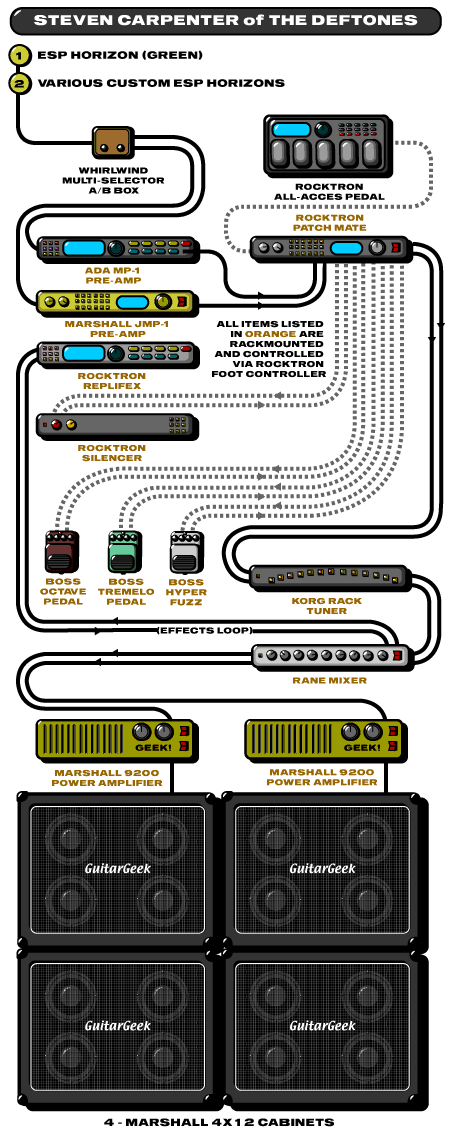 STEVEN CARPENTER of THE DEFTONES
1 ESP HORIZON (GREEN)
2 VARIOUS CUSTOM ESP HORIZONS
WHIRLWIND
MULTI-SELECTOR
A/B BOX
ROCKTRON
ALL-ACCES PEDAL
ROCKTRON
PATCH MATE
ADA MP-1
PRE-AMP
MARSHALL JMP-1
PRE-AMP
ALL ITEMS LISTED
IN ORANGE ARE
RACKMOUNTED
AND CONTROLLED
VIA ROCKTRON
FOOT CONTROLLER
ROCKTRON
REPLIFEX
ROCKTRON
SILENCER
BOSS
OCTAVE
PEDAL
BOSS
TREMELO
PEDAL
BOSS
HYPER
FUZZ
KORG RACK
TUNER
(EFFECTS LOOP)
RANE MIXER
GEEK!
GEEK!
MARSHALL 9200
POWER AMPLIFIER
MARSHALL 9200
POWER AMPLIFIER
GuitarGeek
GuitarGeek
GuitarGeek
GuitarGeek
4 - MARSHALL 4X12 CABINETS